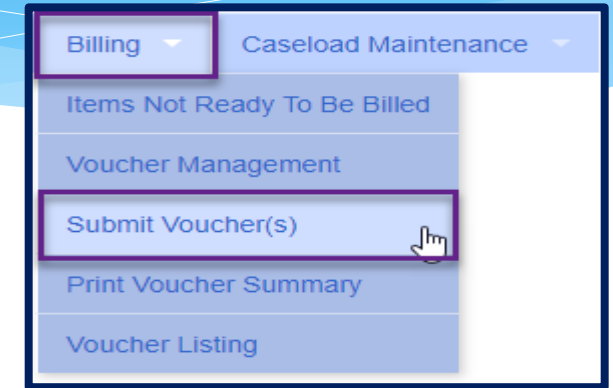 Billing Caseload Maintenance
Items Not Ready To Be Billed
Voucher Management
Submit Voucher(s)
Print Voucher Summary
Voucher Listing